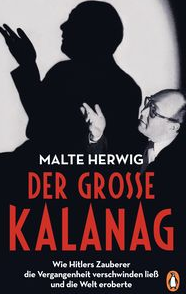 MALTE HERWIG
DER GROSSE
KALANAG
Wie Hitlers Zauberer
die Vergangenheit verschwinden ließ
und die Welt eroberte